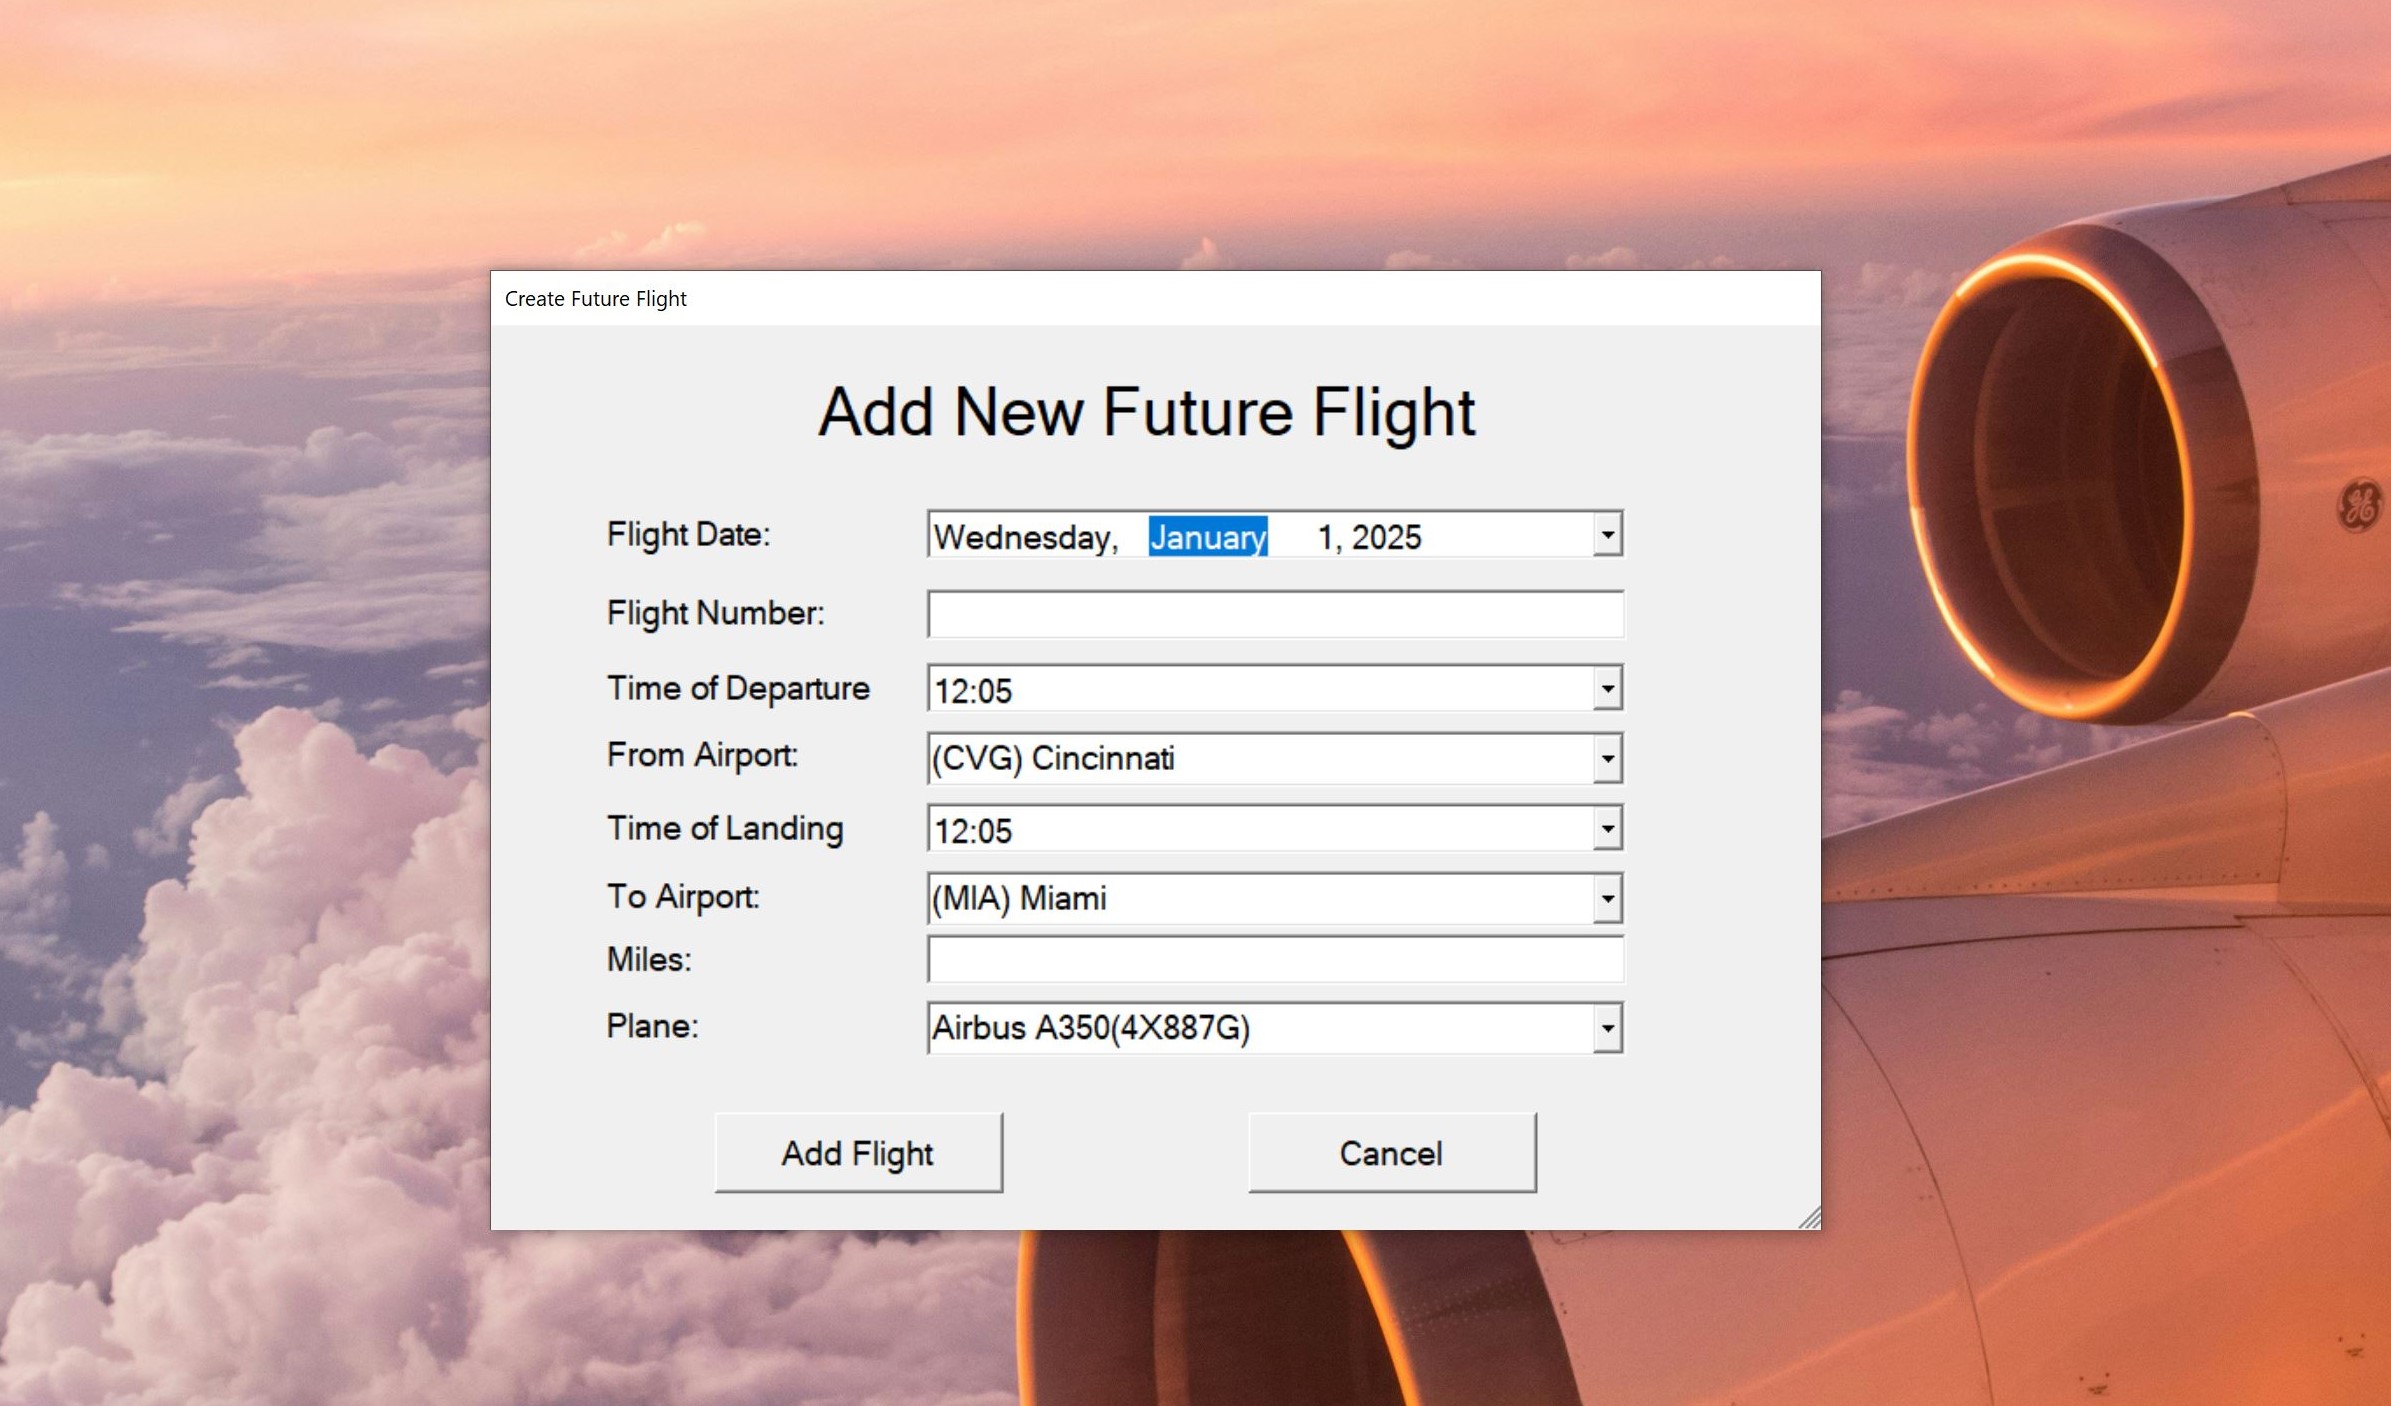 Create Future Flight
Add New Future Flight
Flight Date: Wednesday, January 1, 2025
Flight Number:
Time of Departure 12:05
From Airport: (CVG) Cincinnati
Time of Landing 12:05
To Airport: (MIA) Miami
Miles:
Plane: Airbus A350(4X887G)
Add Flight Cancel